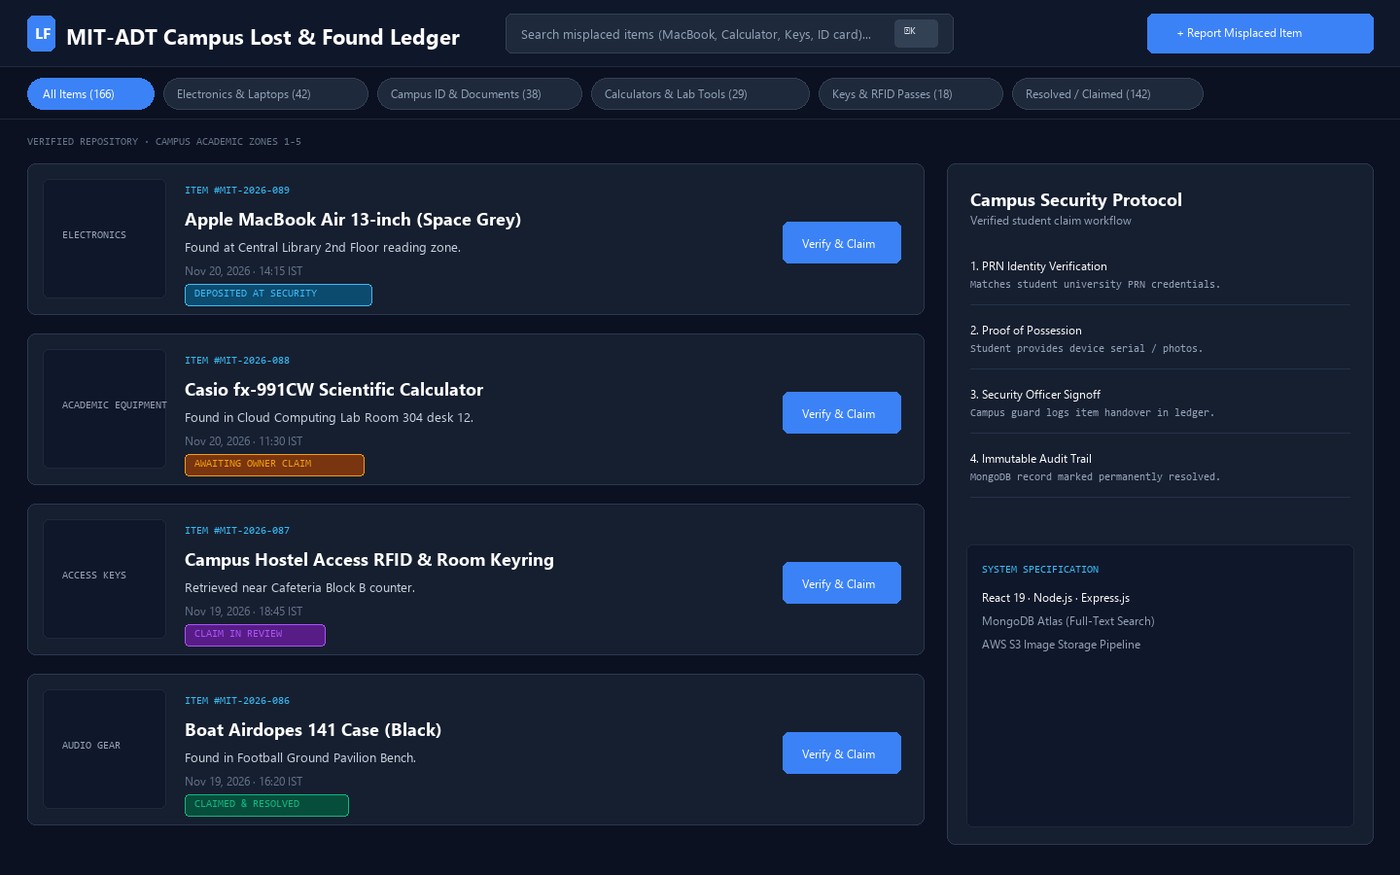 LF
MIT-ADT Campus Lost & Found Ledger
Search misplaced items (MacBook, Calculator, Keys, ID card)...
K
+ Report Misplaced Item
All Items (166)
Electronics & Laptops (42)
Campus ID & Documents (38)
Calculators & Lab Tools (29)
Keys & RFID Passes (18)
Resolved / Claimed (142)
VERIFIED REPOSITORY · CAMPUS ACADEMIC ZONES 1-5
ELECTRONICS
ITEM #MIT-2026-089
Apple MacBook Air 13-inch (Space Grey)
Found at Central Library 2nd Floor reading zone.
Nov 20, 2026 · 14:15 IST
DEPOSITED AT SECURITY
Verify & Claim
ACADEMIC EQUIPMENT
ITEM #MIT-2026-088
Casio fx-991CW Scientific Calculator
Found in Cloud Computing Lab Room 304 desk 12.
Nov 20, 2026 · 11:30 IST
AWAITING OWNER CLAIM
Verify & Claim
ACCESS KEYS
ITEM #MIT-2026-087
Campus Hostel Access RFID & Room Keyring
Retrieved near Cafeteria Block B counter.
Nov 19, 2026 · 18:45 IST
CLAIM IN REVIEW
Verify & Claim
AUDIO GEAR
ITEM #MIT-2026-086
Boat Airdopes 141 Case (Black)
Found in Football Ground Pavilion Bench.
Nov 19, 2026 · 16:20 IST
CLAIMED & RESOLVED
Verify & Claim
Campus Security Protocol
Verified student claim workflow
1. PRN Identity Verification
Matches student university PRN credentials.
2. Proof of Possession
Student provides device serial / photos.
3. Security Officer Signoff
Campus guard logs item handover in ledger.
4. Immutable Audit Trail
MongoDB record marked permanently resolved.
SYSTEM SPECIFICATION
React 19 · Node.js · Express.js
MongoDB Atlas (Full-Text Search)
AWS S3 Image Storage Pipeline